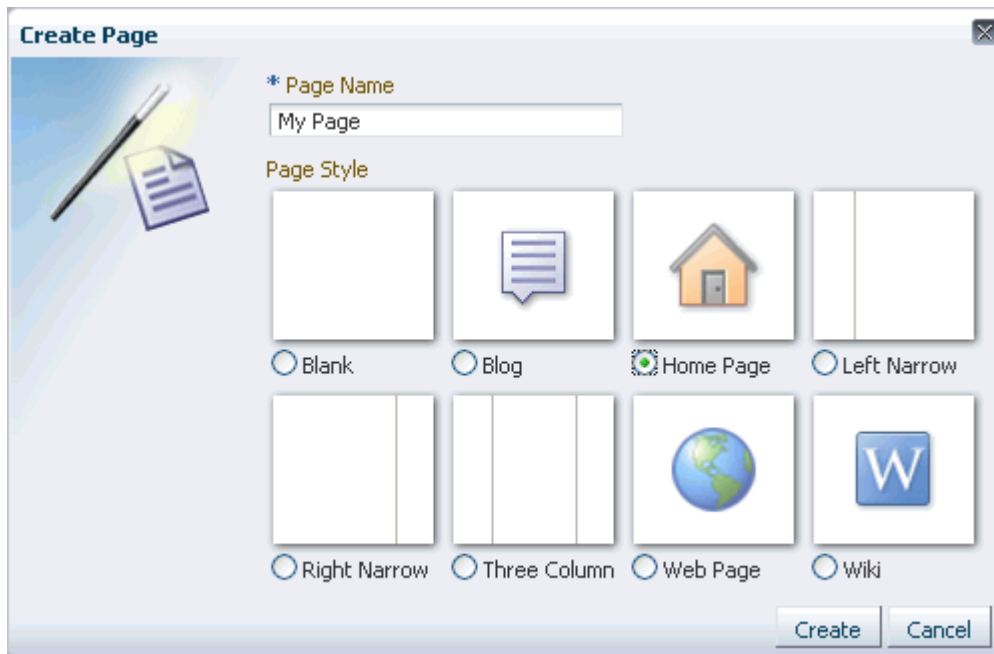 Create Page
* Page Name
My Page
Page Style
Blank Blog Home Page Left Narrow
W
Right Narrow Three Column Web Page Wiki
Create Cancel